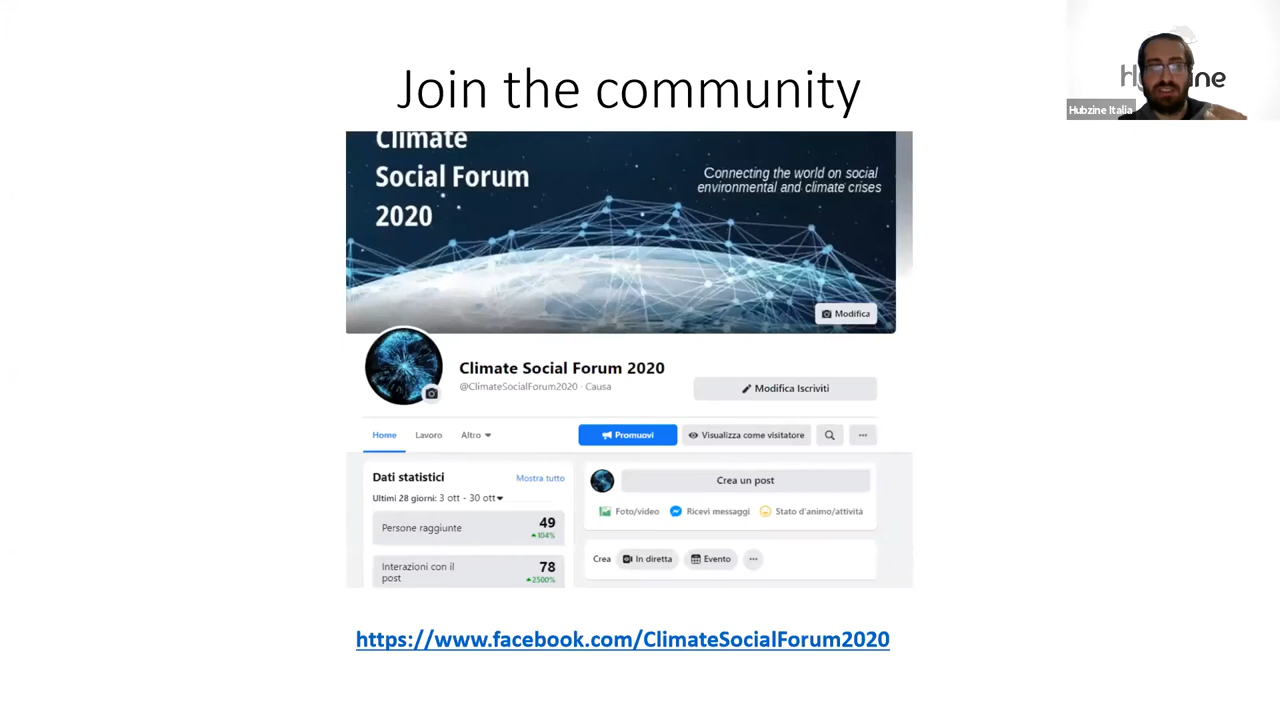 Join the community
Hubzine Italia
Climate
Social Forum
2020
Connecting the world on social
environmental and climate crises
Modifica
Climate Social Forum 2020
@ClimateSocialForum2020 · Causa
Modifica Iscriviti
Home Lavoro Altro
Promuovi Visualizza come visitatore
Dati statistici Mostra tutto
Ultimi 28 giorni: 3 ott - 30 ott
Persone raggiunte 49
104%
Interazioni con il
post
78
2500%
Crea un post
Foto/video Ricevi messaggi Stato d'animo/attività
Crea In diretta Evento
https://www.facebook.com/ClimateSocialForum2020